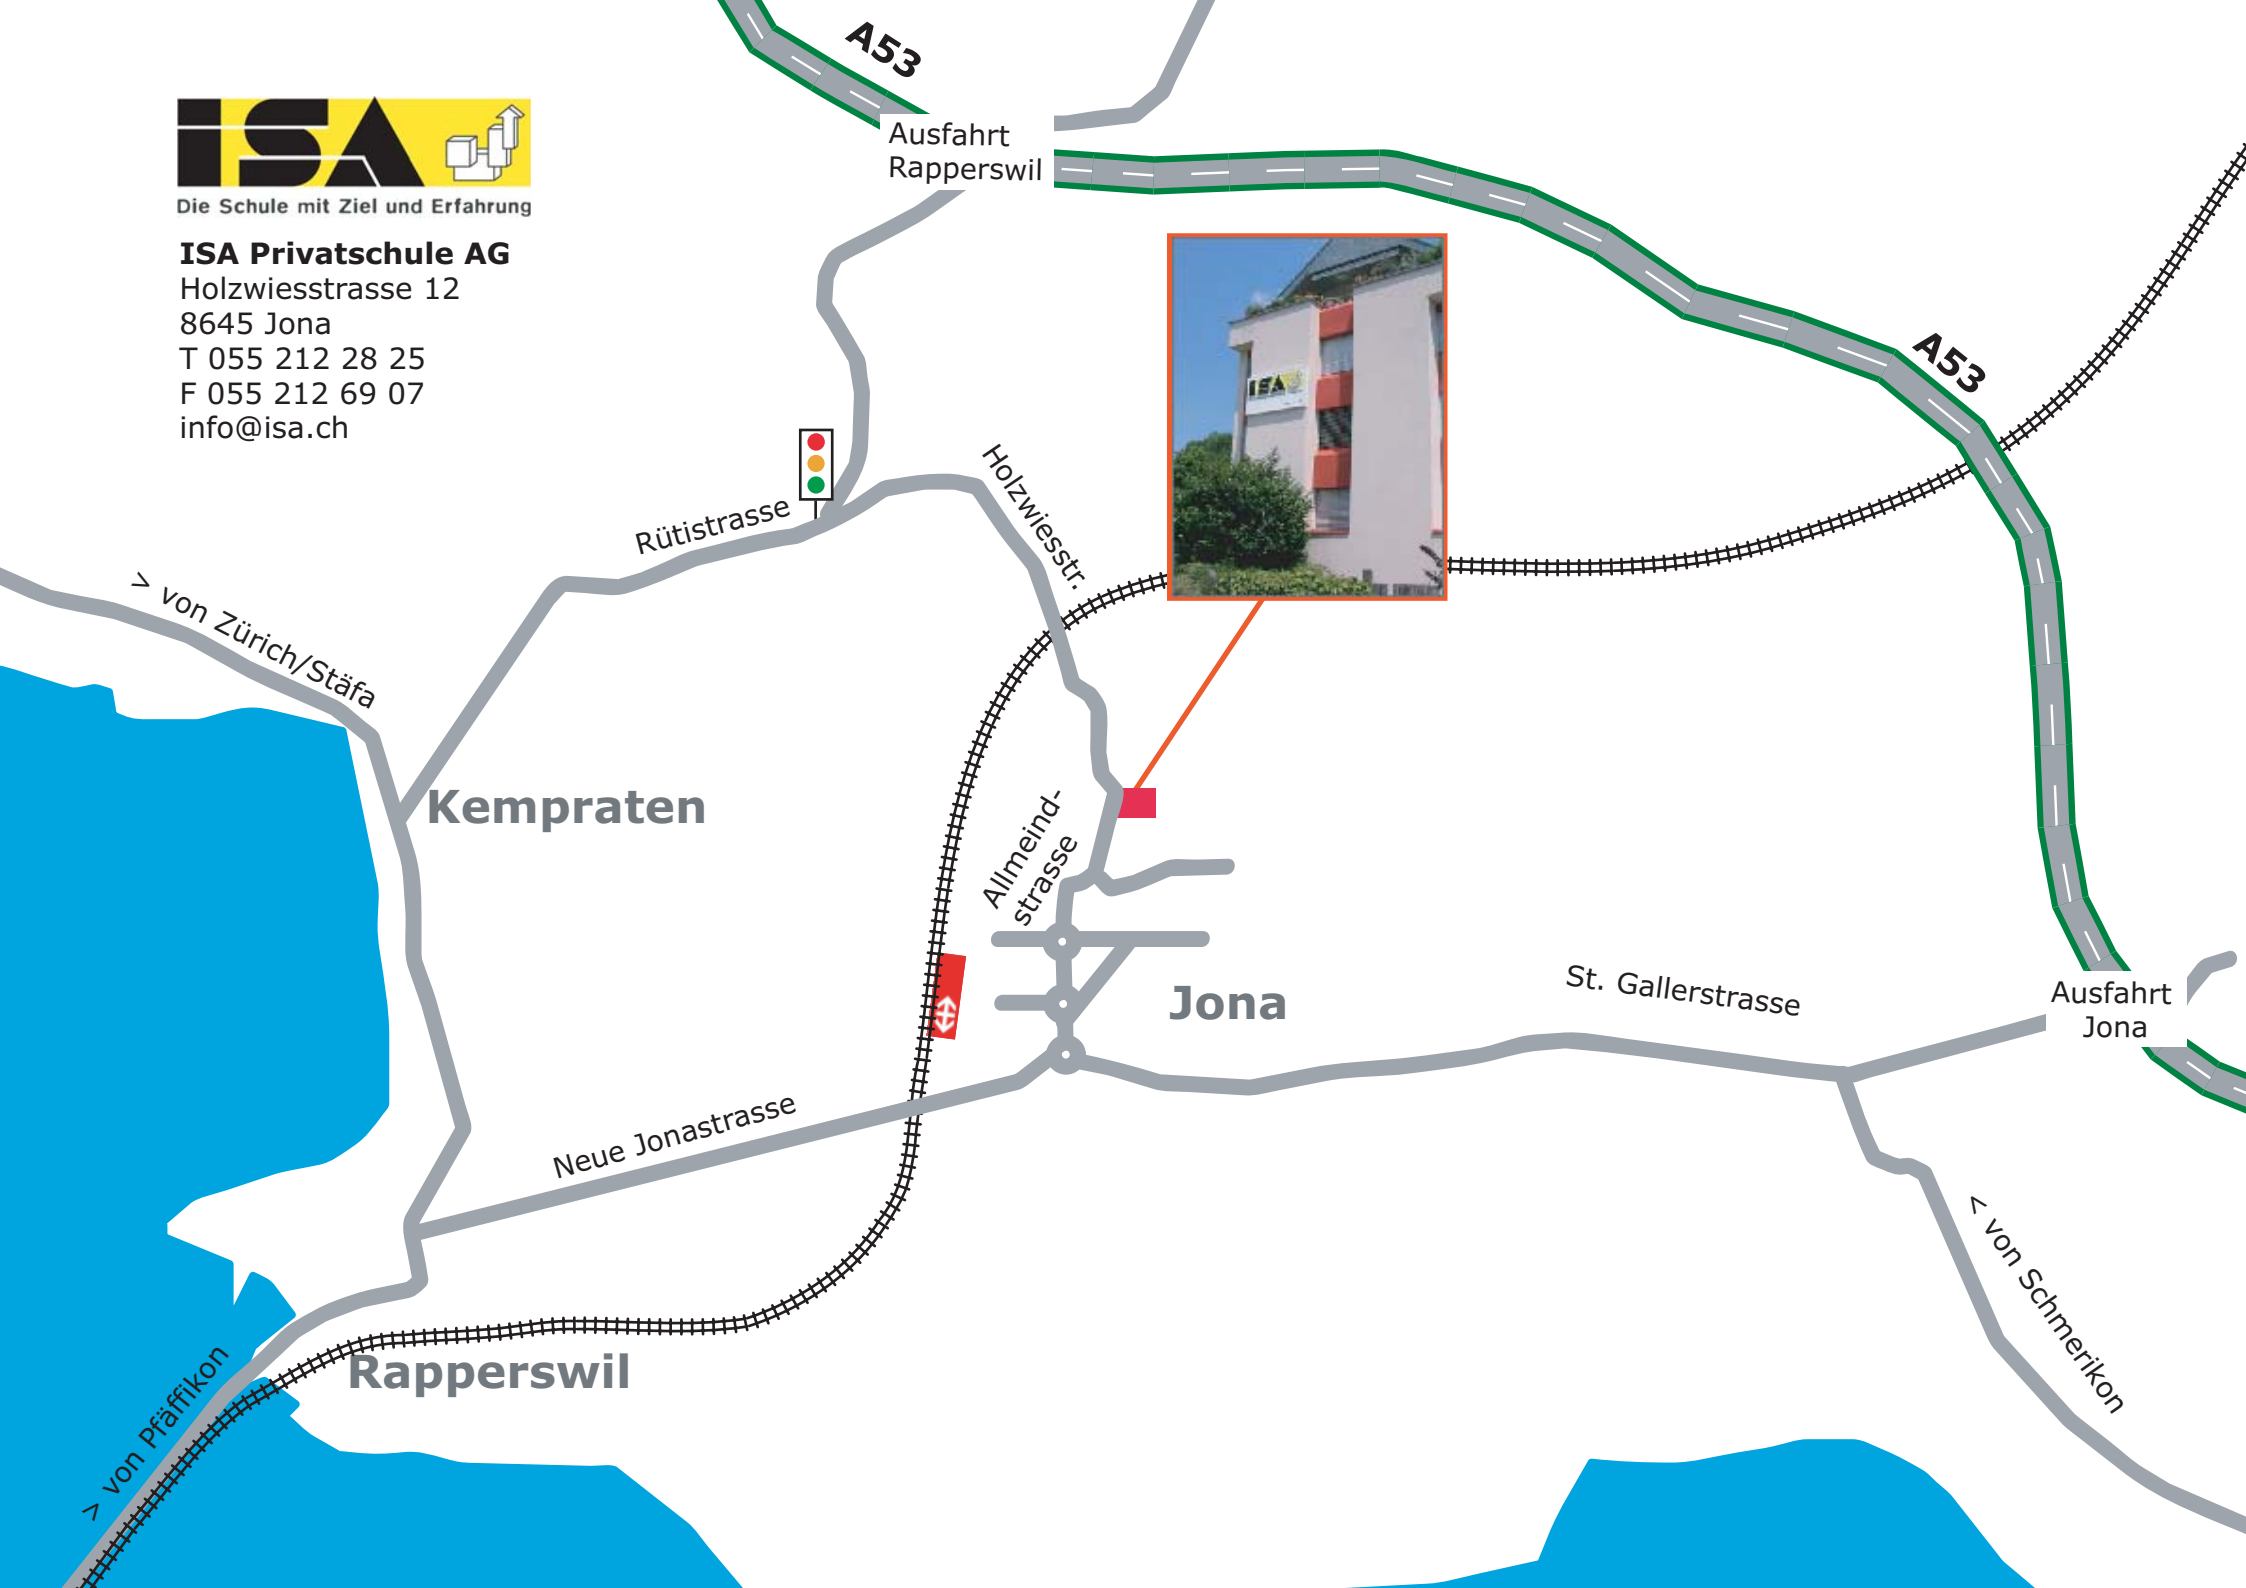 ISA
Die Schule mit Ziel und Erfahrung
ISA Privatschule AG
Holzwiesstrasse 12
8645 Jona
T 055 212 28 25
F 055 212 69 07
info@isa.ch
A53
Ausfahrt
Rapperswil
ISA
A53
Holzwiesstr.
Rütistrasse
> von Zürich/Stäfa
Kempraten
Allmeind-
strasse
Jona
St. Gallerstrasse
Ausfahrt
Jona
Neue Jonastrasse
< von Schmerikon
Rapperswil
> von Pfäffikon